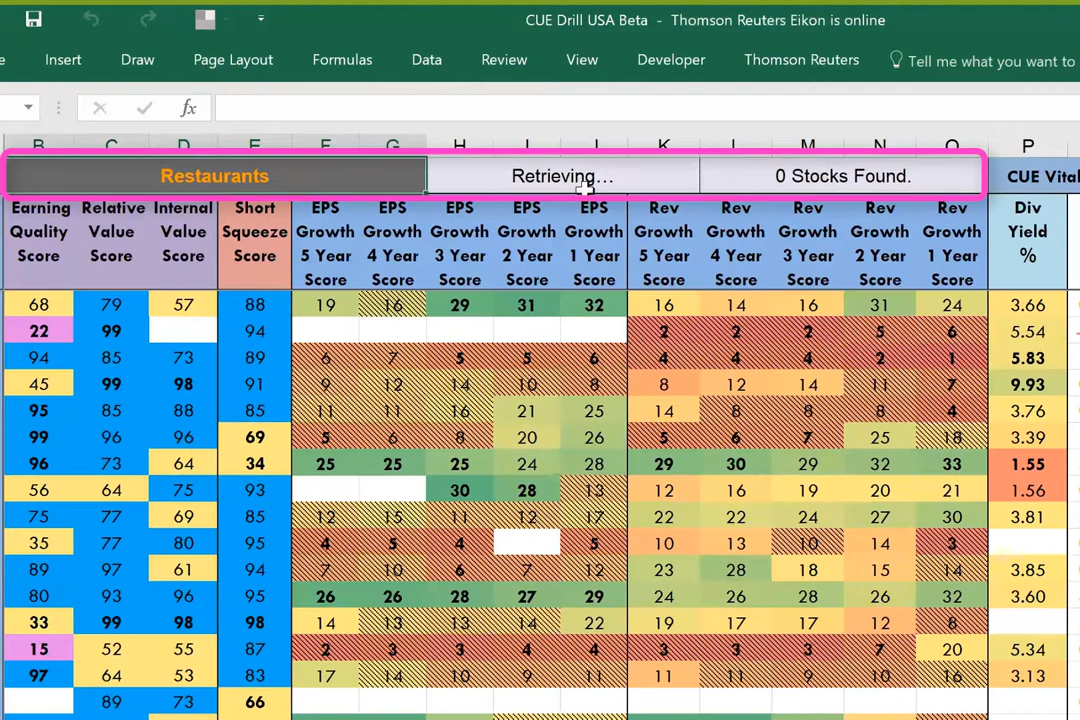 CUE Drill USA Beta - Thomson Reuters Eikon is online
Insert Draw Page Layout Formulas Data Review View Developer Thomson Reuters Tell me what you want to
fx
B C D E F G H I J K L M N O P
Restaurants Retrieving... 0 Stocks Found. CUE Vital
Earning Relative Internal Short EPS EPS EPS EPS EPS Rev Rev Rev Rev Rev Div
Quality Value Value Squeeze Growth Growth Growth Growth Growth Growth Growth Growth Growth Growth Yield
Score Score Score Score 5 Year 4 Year 3 Year 2 Year 1 Year 5 Year 4 Year 3 Year 2 Year 1 Year %
Score Score Score Score Score Score Score Score Score Score
68 79 57 88 19 16 29 31 32 16 14 16 31 24 3.66
22 99 94 2 2 2 5 6 5.54
94 85 73 89 6 7 5 5 6 4 4 4 2 1 5.83
45 99 98 91 9 12 14 10 8 8 12 14 11 7 9.93
95 85 88 85 11 11 16 21 25 14 8 8 8 4 3.76
99 96 96 69 5 6 8 20 26 5 6 7 25 18 3.39
96 73 64 34 25 25 25 24 28 29 30 29 32 33 1.55
56 64 75 93 30 28 13 12 16 19 20 21 1.56
75 77 69 85 12 15 11 12 17 22 22 24 27 30 3.81
35 77 80 95 4 5 4 5 10 13 10 14 3
89 97 61 94 7 10 6 7 12 23 28 18 15 14 3.85
80 93 96 95 26 26 28 27 29 24 26 28 26 32 3.60
33 99 98 98 14 13 13 14 22 19 17 17 12 8
15 52 55 87 2 3 3 4 4 3 3 3 7 20 5.34
97 64 53 83 17 14 10 9 11 11 11 9 10 16 3.13
89 73 66